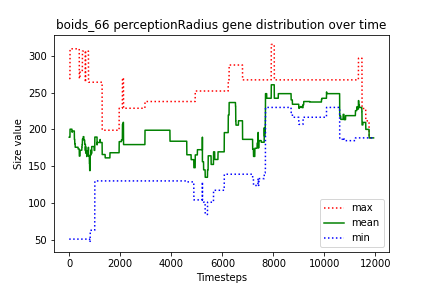 boids_66 perceptionRadius gene distribution over time
Size value
300
250
200
150
100
50
0
2000
4000
6000
8000
10000
12000
Timesteps
max
mean
min